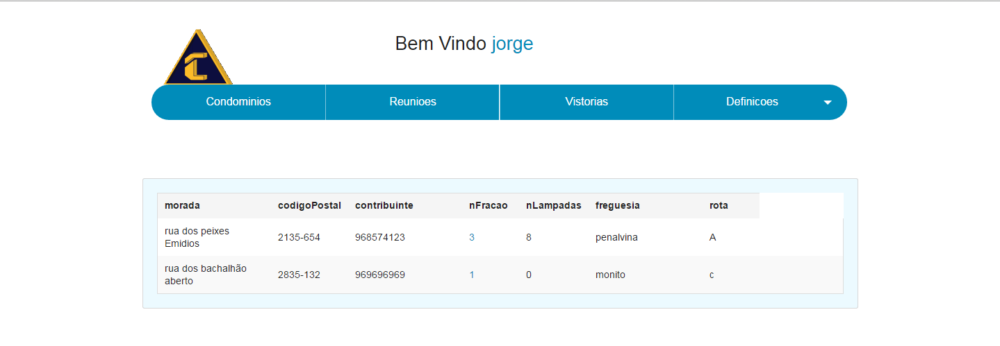 Bem Vindo jorge
Condominios Reunioes Vistorias Definicoes
morada codigoPostal contribuinte nFracao nLampadas freguesia rota
rua dos peixes
Emidios 2135-654 968574123 3 8 penalvina A
rua dos bachalhão
aberto 2835-132 969696969 1 0 monito c